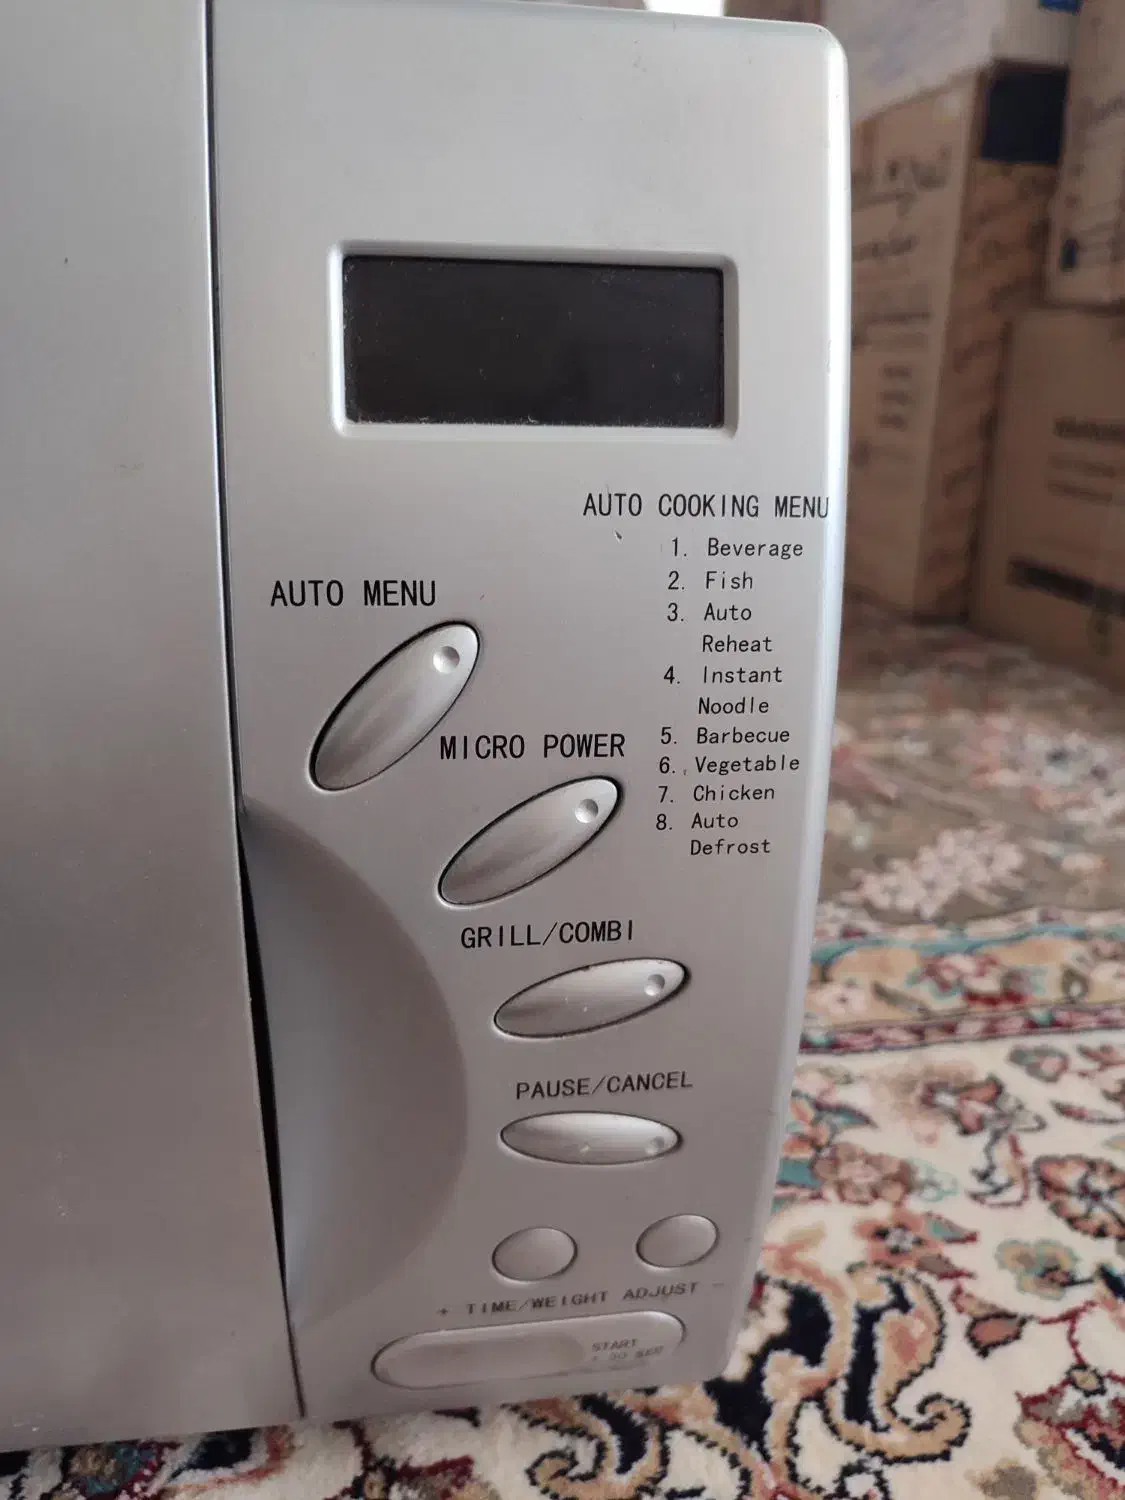 AUTO COOKING MENU
1. Beverage
2. Fish
3. Auto
Reheat
4. Instant
Noodle
5. Barbecue
6. Vegetable
7. Chicken
8. Auto
Defrost
AUTO MENU
MICRO POWER
GRILL/COMBI
PAUSE/CANCEL
+ TIME/WEIGHT ADJUST -
START